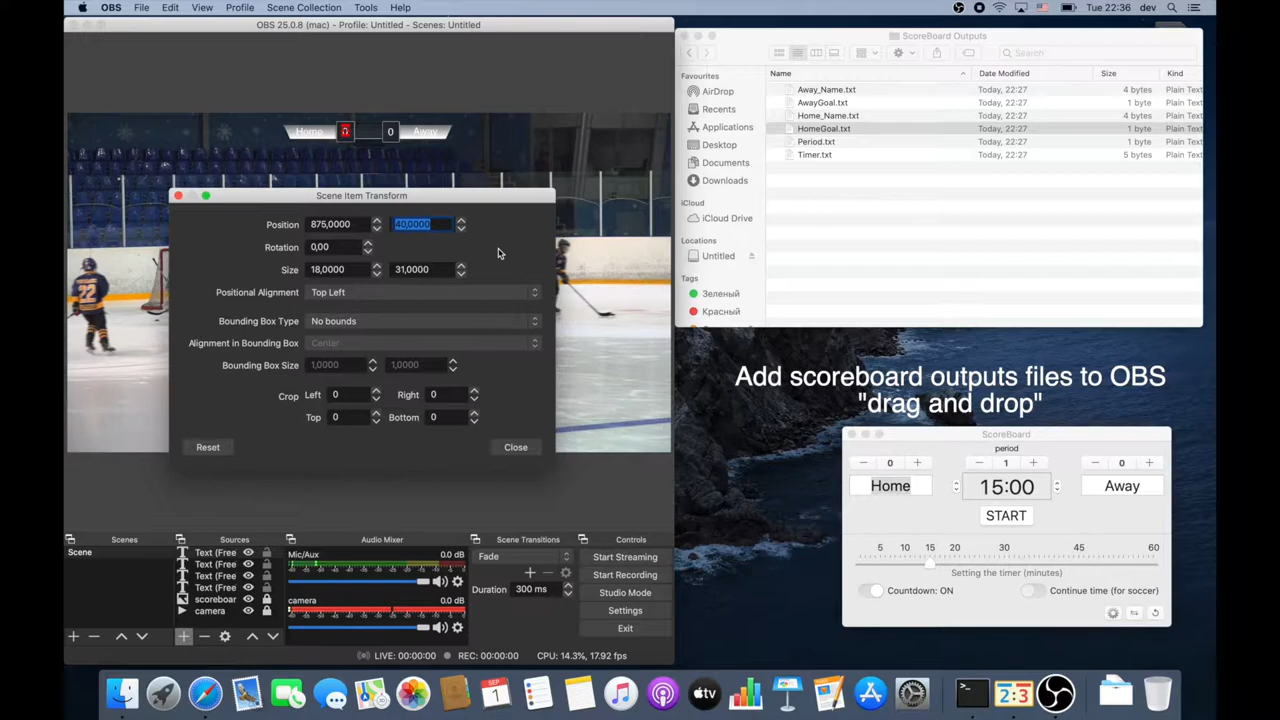 OBS File Edit View Profile Scene Collection Tools Help
Tue 22:36 dev
OBS 25.0.8 (mac) - Profile: Untitled - Scenes: Untitled
Home 0 0 Away
Scene Item Transform
Position 875,0000 40,0000
Rotation 0,00
Size 18,0000 31,0000
Positional Alignment Top Left
Bounding Box Type No bounds
Alignment in Bounding Box Center
Bounding Box Size 1,0000 1,0000
Crop Left 0 Right 0
Top 0 Bottom 0
Reset Close
Scenes
Scene
Sources
Text (Free
Text (Free
Text (Free
Text (Free
scoreboar
camera
Audio Mixer
Mic/Aux 0.0 dB
camera 0.0 dB
Scene Transitions
Fade
Duration 300 ms
Controls
Start Streaming
Start Recording
Studio Mode
Settings
Exit
LIVE: 00:00:00 REC: 00:00:00 CPU: 14.3%, 17.92 fps
ScoreBoard Outputs
Search
Favourites
AirDrop
Recents
Applications
Desktop
Documents
Downloads
iCloud
iCloud Drive
Locations
Untitled
Tags
Зеленый
Красный
Name Date Modified Size Kind
Away_Name.txt Today, 22:27 4 bytes Plain Text
AwayGoal.txt Today, 22:27 1 byte Plain Text
Home_Name.txt Today, 22:27 4 bytes Plain Text
HomeGoal.txt Today, 22:27 1 byte Plain Text
Period.txt Today, 22:27 1 byte Plain Text
Timer.txt Today, 22:27 5 bytes Plain Text
Add scoreboard outputs files to OBS
"drag and drop"
ScoreBoard
period
0 1 0
Home 15:00 Away
START
5 10 15 20 30 45 60
Setting the timer (minutes)
Countdown: ON Continue time (for soccer)
SEP
1
tv
2:3